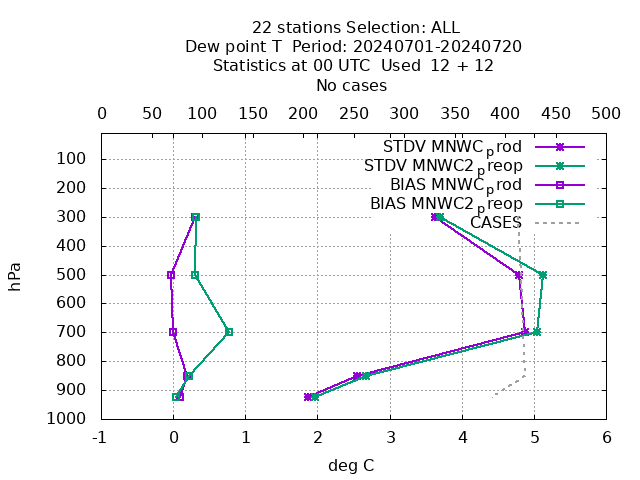 22 stations Selection: ALL
Dew point T  Period: 20240701-20240720
Statistics at 00 UTC  Used  12 + 12
No cases
0 50 100 150 200 250 300 350 400 450 500
STDV MNWC_prod
STDV MNWC2_preop
BIAS MNWC_prod
BIAS MNWC2_preop
CASES
100
200
300
400
500
600
700
800
900
1000
hPa
-1 0 1 2 3 4 5 6
deg C